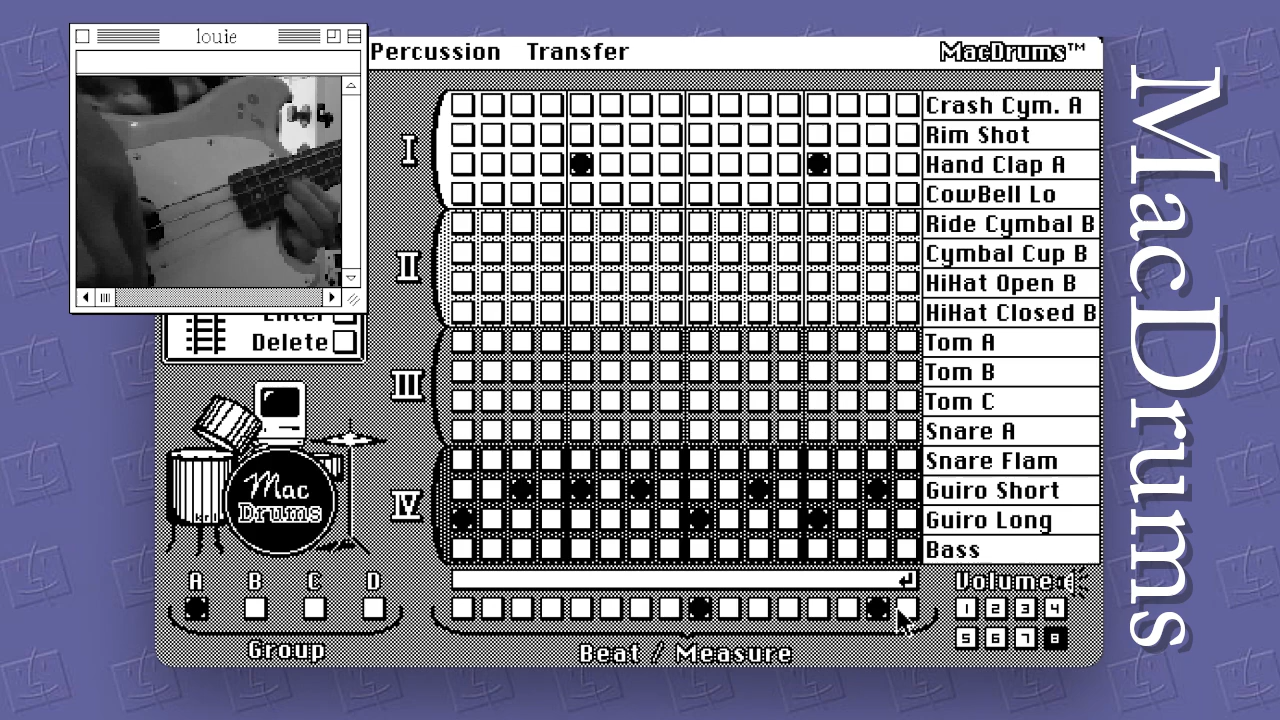 louie
Percussion Transfer
MacDrums™
I
II
III
IV
Crash Cym. A
Rim Shot
Hand Clap A
CowBell Lo
Ride Cymbal B
Cymbal Cup B
HiHat Open B
HiHat Closed B
Tom A
Tom B
Tom C
Snare A
Snare Flam
Guiro Short
Guiro Long
Bass
Delete
Mac
Drums
A B C D
Group
Beat / Measure
Volume
1 2 3 4
5 6 7 8
MacDrums